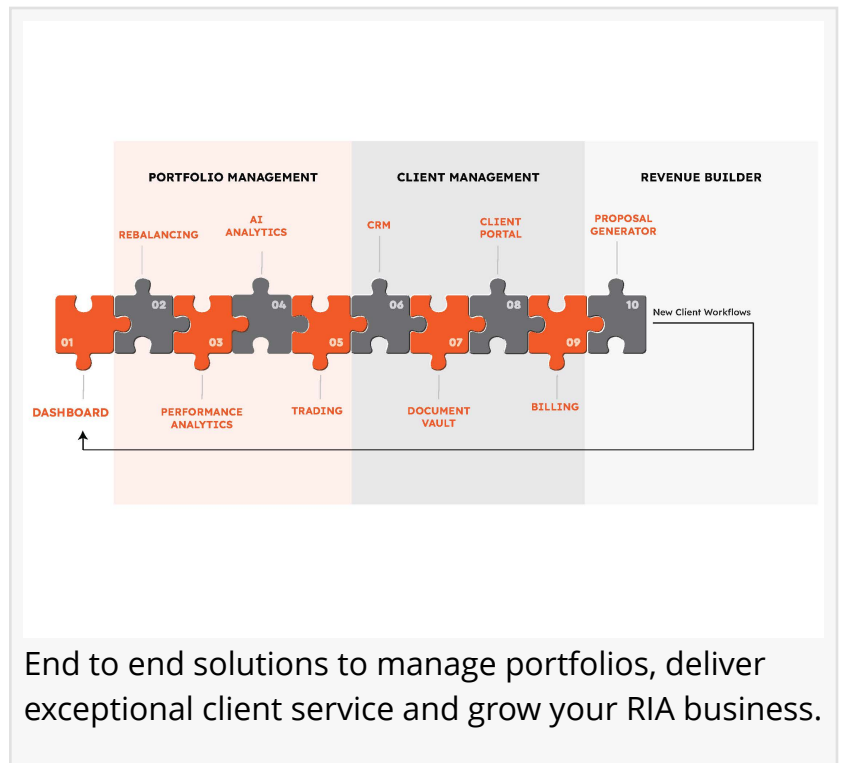 PORTFOLIO MANAGEMENT
CLIENT MANAGEMENT
REVENUE BUILDER
REBALANCING
AI
ANALYTICS
CRM
CLIENT
PORTAL
PROPOSAL
GENERATOR
01
02
03
04
05
06
07
08
09
10
New Client Workflows
DASHBOARD
PERFORMANCE
ANALYTICS
TRADING
DOCUMENT
VAULT
BILLING
End to end solutions to manage portfolios, deliver
exceptional client service and grow your RIA business.